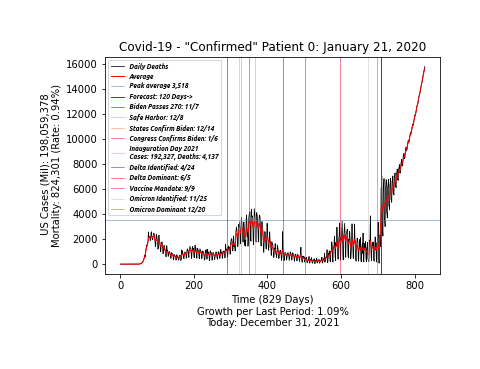 Covid-19 - "Confirmed" Patient 0: January 21, 2020
16000
14000
12000
10000
8000
6000
4000
2000
0
US Cases (Mil): 198,059,378
Mortality: 824,301 (Rate: 0.94%)
Daily Deaths
Average
Peak average 3,518
Forecast: 120 Days->
Biden Passes 270: 11/7
Safe Harbor: 12/8
States Confirm Biden: 12/14
Congress Confirms Biden: 1/6
Inauguration Day 2021
Cases: 192,327, Deaths: 4,137
Delta Identified: 4/24
Delta Dominant: 6/5
Vaccine Mandate: 9/9
Omicron Identified: 11/25
Omicron Dominant 12/20
0 200 400 600 800
Time (829 Days)
Growth per Last Period: 1.09%
Today: December 31, 2021